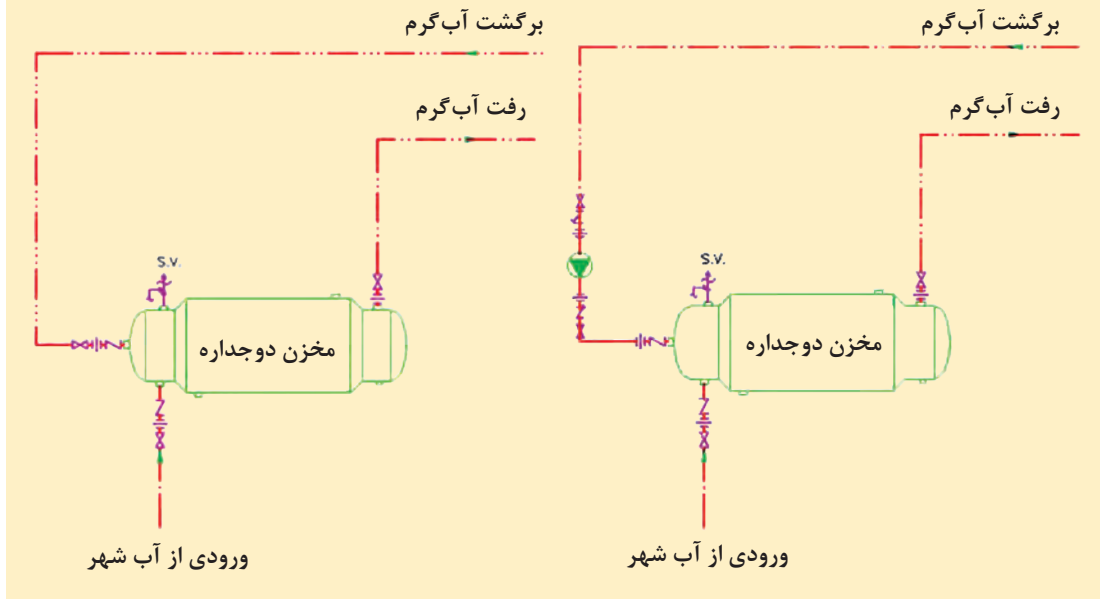 برگشت آب‌گرم
رفت آب‌گرم
S.V.
مخزن دوجداره
ورودی از آب شهر
برگشت آب‌گرم
رفت آب‌گرم
S.V.
مخزن دوجداره
ورودی از آب شهر